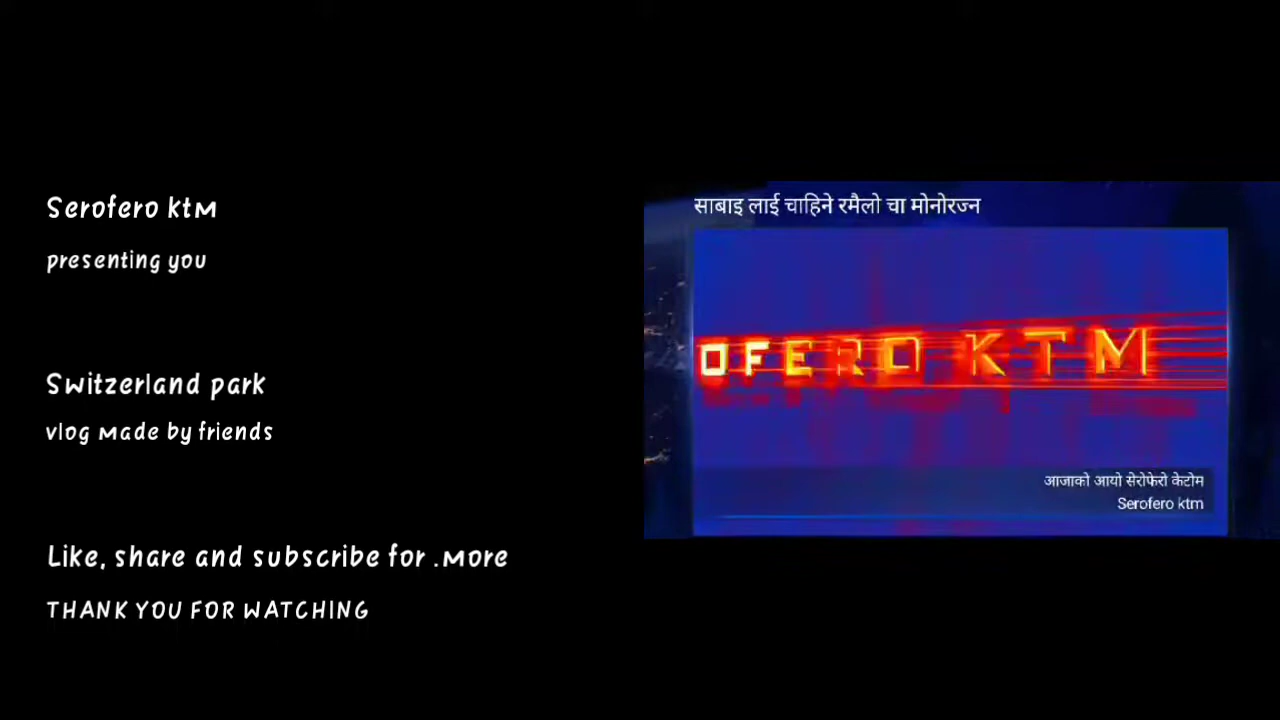 Serofero ktm
presenting you
Switzerland park
vlog made by friends
Like, share and subscribe for .more
THANK YOU FOR WATCHING
साबाइ लाई चाहिने रमैलो चा मोनोरज्न
OFERO KTM
आजाको आयो सेरोफेरो केटोम
Serofero ktm